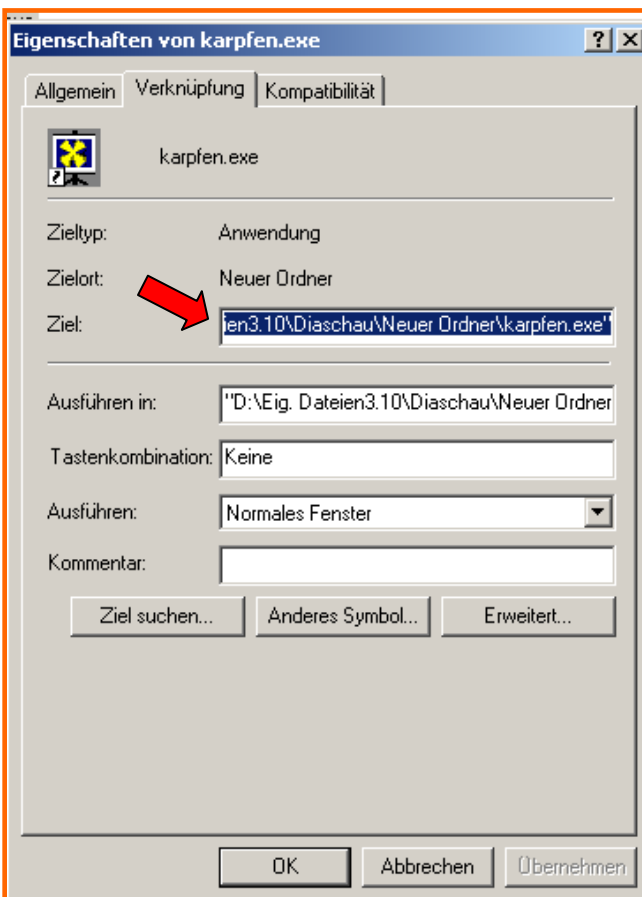 Eigenschaften von karpfen.exe
Allgemein Verknüpfung Kompatibilität
karpfen.exe
Zieltyp: Anwendung
Zielort: Neuer Ordner
Ziel: ien3.10\Diaschau\Neuer Ordner\karpfen.exe"
Ausführen in: "D:\Eig. Dateien3.10\Diaschau\Neuer Ordner
Tastenkombination: Keine
Ausführen: Normales Fenster
Kommentar:
Ziel suchen... Anderes Symbol... Erweitert...
OK Abbrechen Übernehmen